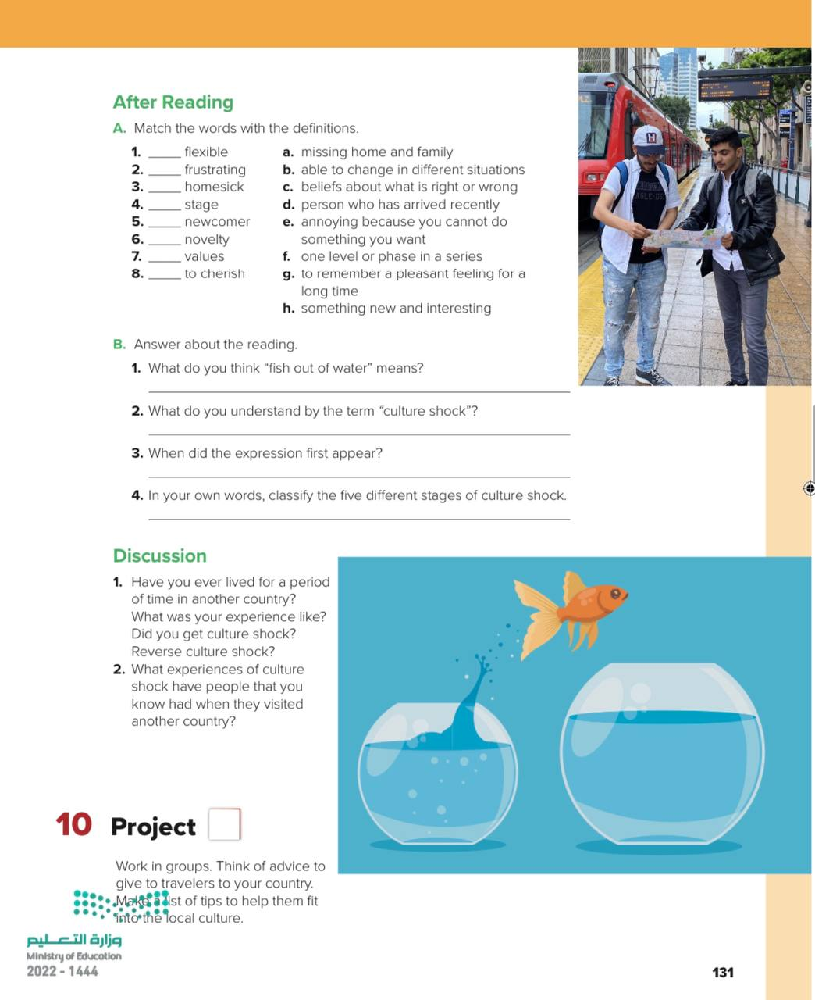 After Reading
A. Match the words with the definitions.
1. _____ flexible
2. _____ frustrating
3. _____ homesick
4. _____ stage
5. _____ newcomer
6. _____ novelty
7. _____ values
8. _____ to cherish
a. missing home and family
b. able to change in different situations
c. beliefs about what is right or wrong
d. person who has arrived recently
e. annoying because you cannot do
something you want
f. one level or phase in a series
g. to remember a pleasant feeling for a
long time
h. something new and interesting
B. Answer about the reading.
1. What do you think “fish out of water” means?
2. What do you understand by the term “culture shock”?
3. When did the expression first appear?
4. In your own words, classify the five different stages of culture shock.
Discussion
1. Have you ever lived for a period
of time in another country?
What was your experience like?
Did you get culture shock?
Reverse culture shock?
2. What experiences of culture
shock have people that you
know had when they visited
another country?
10 Project
Work in groups. Think of advice to
give to travelers to your country.
Make a list of tips to help them fit
into the local culture.
وزارة التعـليم
Ministry of Education
2022 - 1444
131